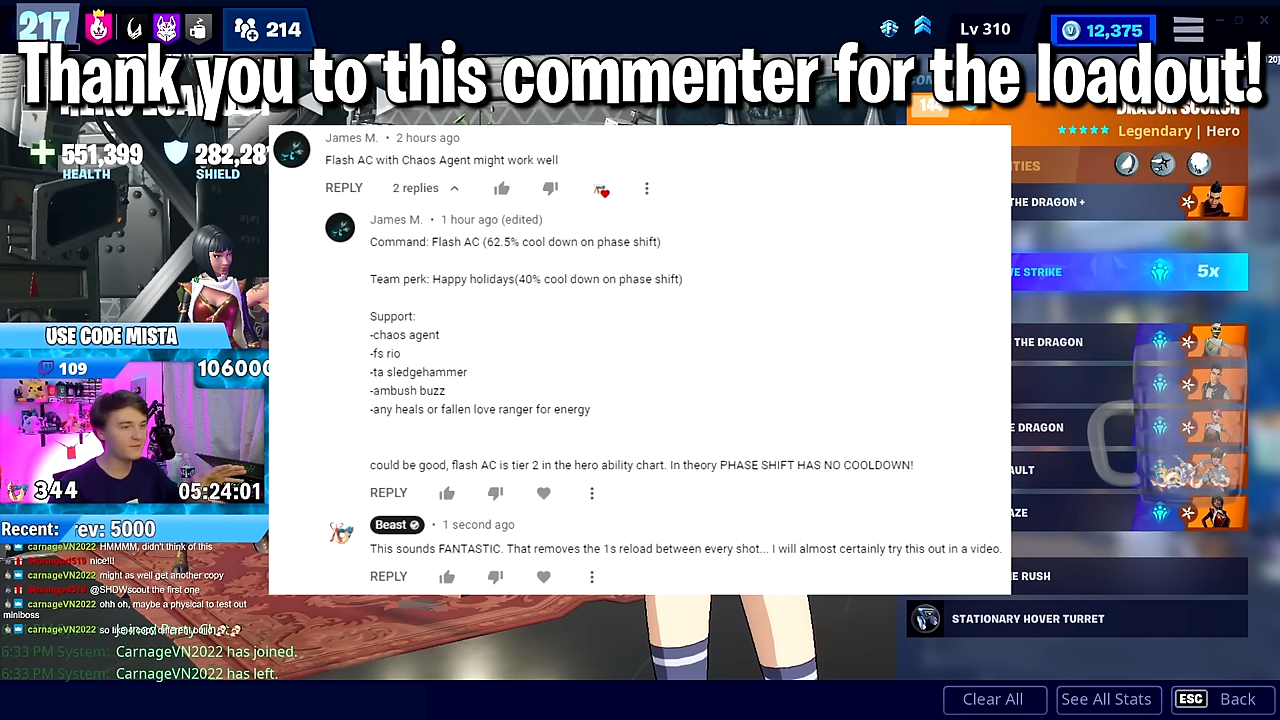 217
214
Lv 310
12,375
Thank you to this commenter for the loadout!
144
DRAGON SCORCH
Legendary | Hero
551,399
HEALTH
282,28
SHIELD
TIES
THE DRAGON +
VE STRIKE
5x
THE DRAGON
E DRAGON
AULT
AZE
E RUSH
STATIONARY HOVER TURRET
James M. • 2 hours ago
Flash AC with Chaos Agent might work well
REPLY 2 replies
James M. • 1 hour ago (edited)
Command: Flash AC (62.5% cool down on phase shift)
Team perk: Happy holidays(40% cool down on phase shift)
Support:
-chaos agent
-fs rio
-ta sledgehammer
-ambush buzz
-any heals or fallen love ranger for energy
could be good, flash AC is tier 2 in the hero ability chart. In theory PHASE SHIFT HAS NO COOLDOWN!
REPLY
Beast • 1 second ago
This sounds FANTASTIC. That removes the 1s reload between every shot... I will almost certainly try this out in a video.
REPLY
USE CODE MISTA
109
106000
344
05:24:01
Recent: rev: 5000
carnageVN2022 HMMMM, didn't think of this
nice!!!
carnageVN2022 might as well get another copy
@SHDWscout the first one
carnageVN2022 ohh oh, maybe a physical to test out
miniboss
carnageVN2022
6:33 PM System: CarnageVN2022 has joined.
6:33 PM System: CarnageVN2022 has left.
Clear All
See All Stats
ESC Back